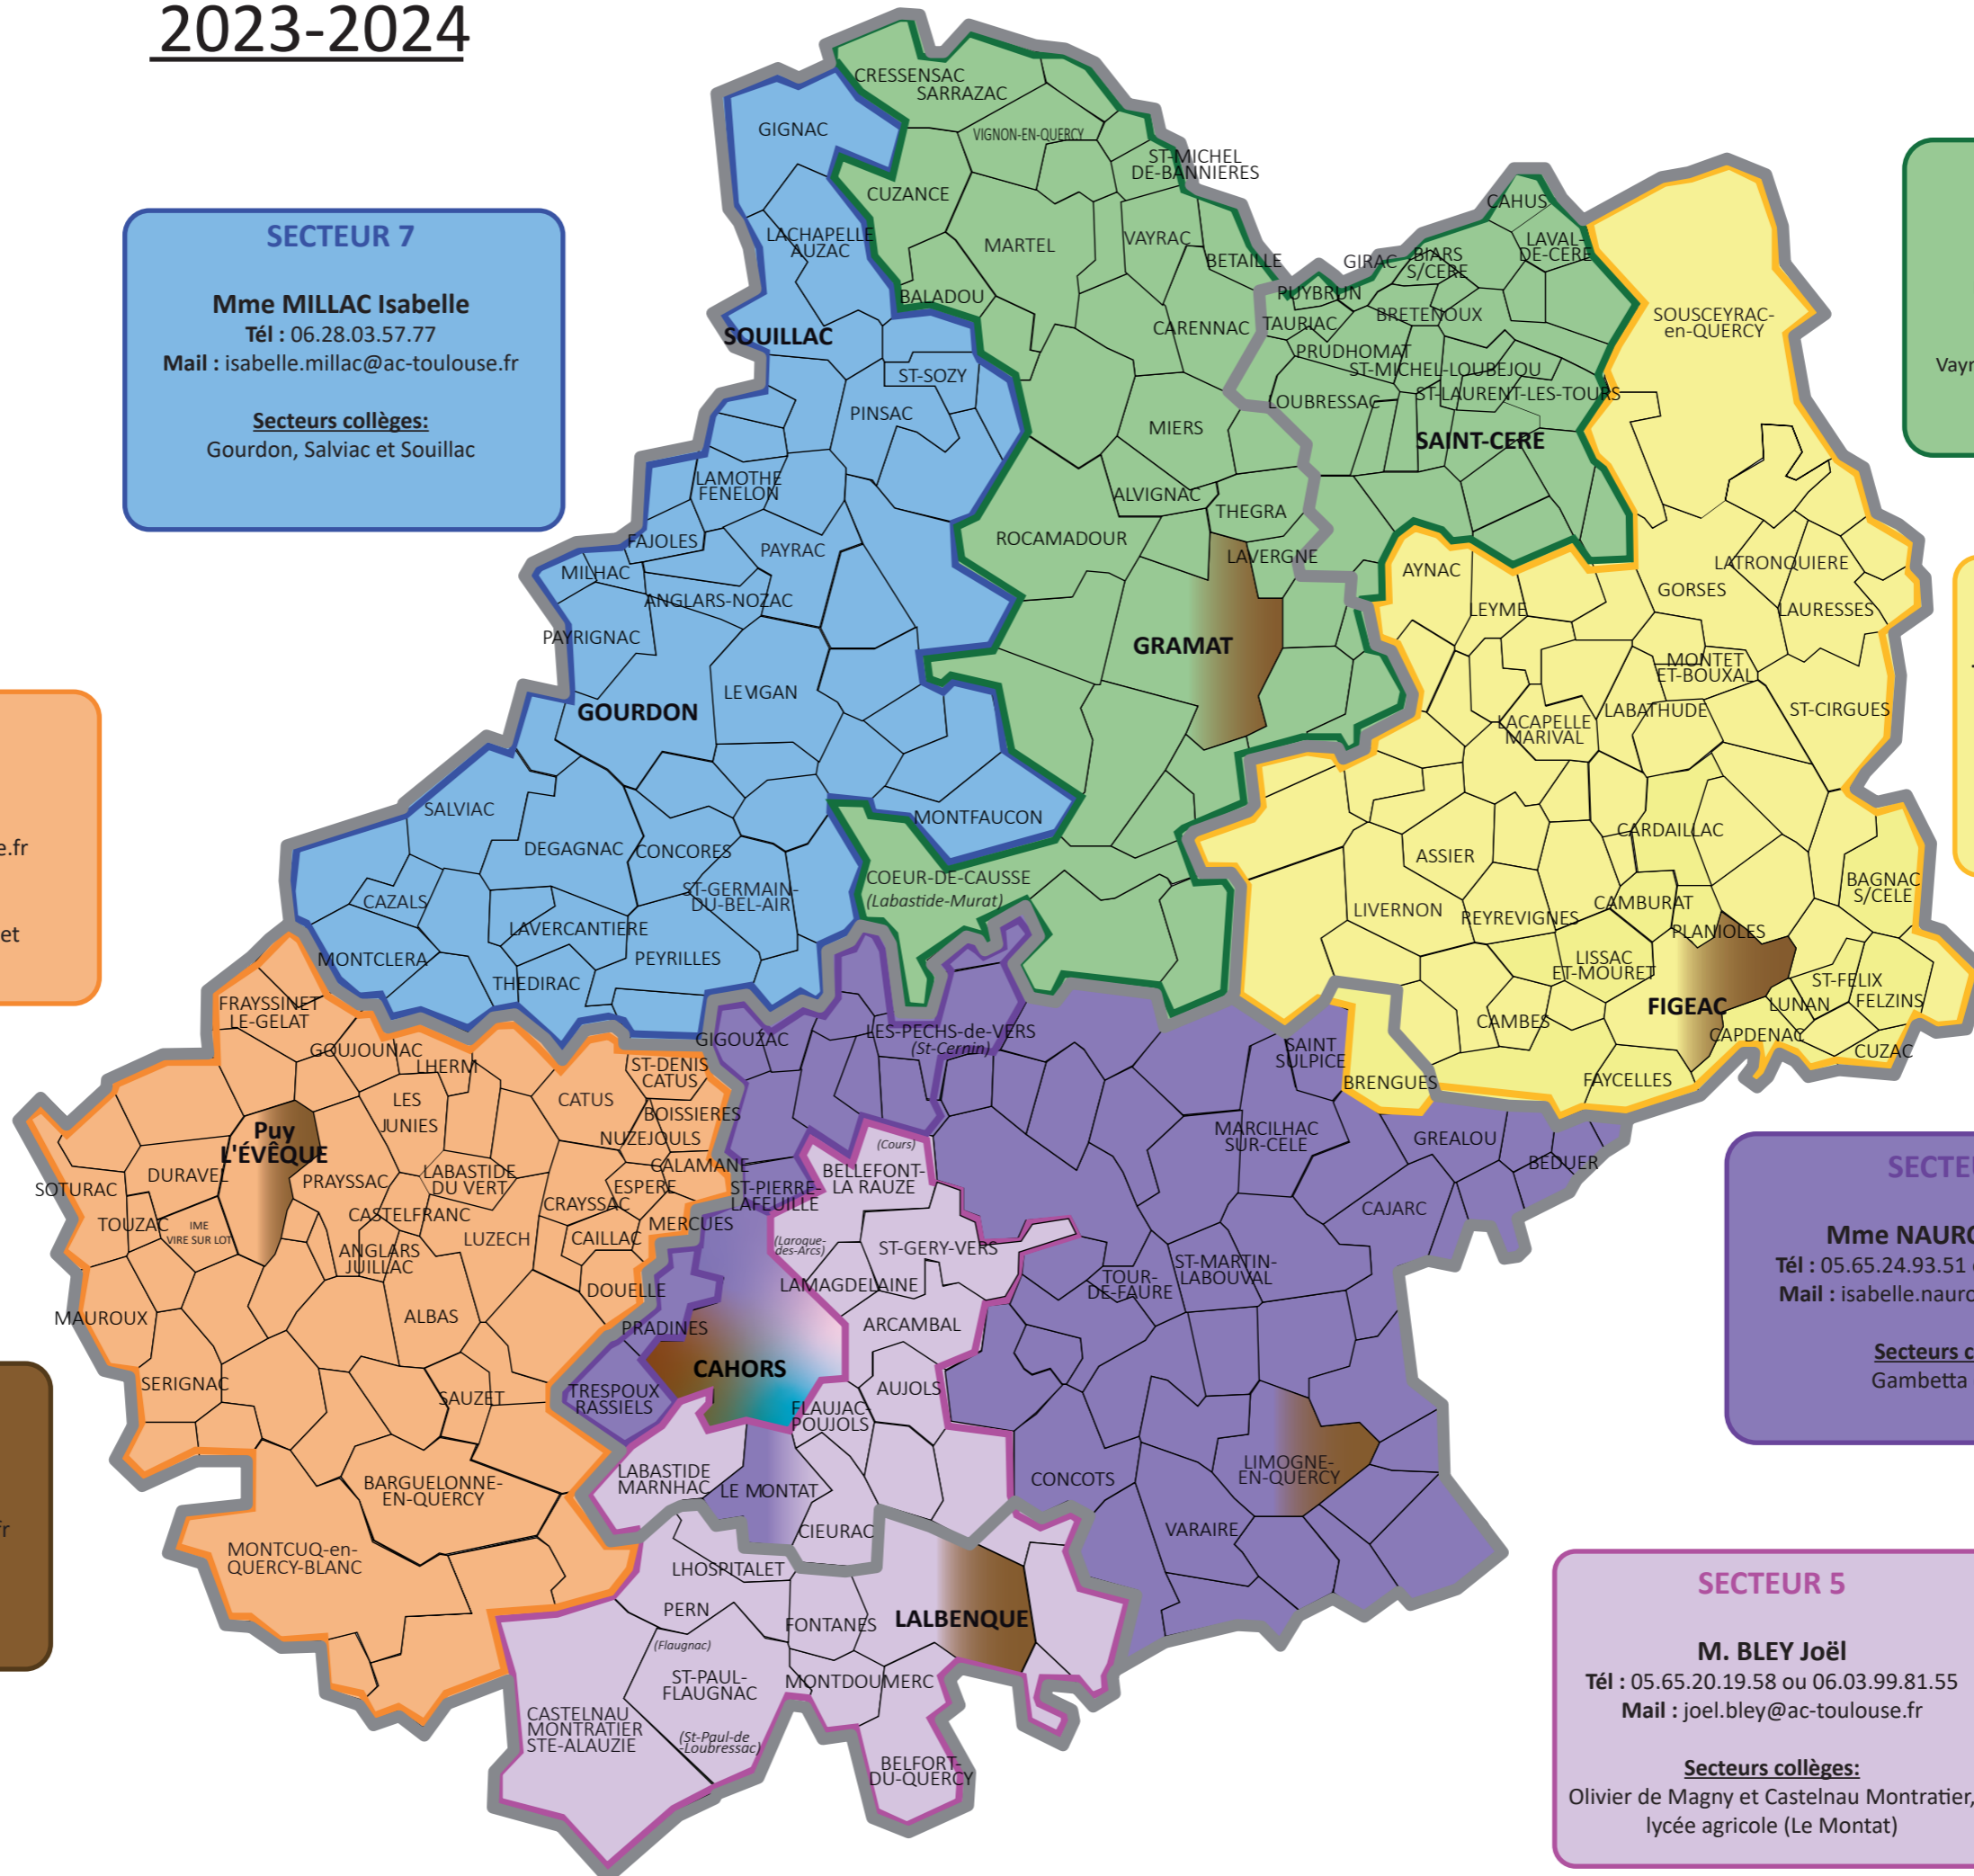 2023-2024
SECTEUR 7
Mme MILLAC Isabelle
Tél : 06.28.03.57.77
Mail : isabelle.millac@ac-toulouse.fr
Secteurs collèges:
Gourdon, Salviac et Souillac
CRESSENSAC
SARRAZAC
GIGNAC
VIGNON-EN-QUERCY
ST-MICHEL
DE-BANNIERES
CUZANCE
LACHAPELLE
AUZAC
MARTEL
VAYRAC
BETAILLE
BALADOU
SOUILLAC
CARENNAC
ST-SOZY
PINSAC
MIERS
LAMOTHE
FENELON
ALVIGNAC
THEGRA
ROCAMADOUR
LAVERGNE
FAJOLES
PAYRAC
MILHAC
ANGLARS-NOZAC
PAYRIGNAC
GRAMAT
LEVIGAN
GOURDON
CAHUS
LAVAL-
DE-CERE
GIRAC
BIARS
S/CERE
PUYBRUN
TAURIAC
BRETENOUX
PRUDHOMAT
ST-MICHEL-LOUBEJOU
LOUBRESSAC
ST-LAURENT-LES-TOURS
SAINT-CERE
SOUSCEYRAC-
en-QUERCY
Vayr
AYNAC
LATRONQUIERE
GORSES
LEYME
LAURESSES
MONTET
ET-BOUXAL
LABATHUDE
ST-CIRGUES
LACAPELLE
MARIVAL
SALVIAC
MONTFAUCON
DEGAGNAC
CONCORES
CARDAILLAC
ASSIER
e.fr
et
COEUR-DE-CAUSSE
(Labastide-Murat)
ST-GERMAIN-
DU-BEL-AIR
CAZALS
BAGNAC
S/CELE
LIVERNON
REYREVIGNES
CAMBURAT
PLANIOLES
LAVERCANTIERE
MONTCLERA
PEYRILLES
THEDIRAC
LISSAC
ET-MOURET
ST-FELIX
FELZINS
LUNAN
FIGEAC
CAMBES
CAPDENAC
CUZAC
FAYCELLES
FRAYSSINET
LE-GELAT
GOUJOUNAC
LHERM
ST-DENIS
CATUS
GIGOUZAC
LES-PECHS-de-VERS
(St-Cernin)
SAINT
SULPICE
BRENGUES
LES
JUNIES
CATUS
BOISSIERES
NUZEJOULS
Puy
L'ÉVÊQUE
(Cours)
MARCILHAC
SUR-CELE
GREALOU
BEDUER
DURAVEL
PRAYSSAC
LABASTIDE
DU VERT
CALAMANE
ESPERE
CRAYSSAC
ST-PIERRE-
LAFEUILLE
BELLEFONT-
LA RAUZE
SOTURAC
TOUZAC
IME
VIRE SUR LOT
CASTELFRANC
MERCUES
CAJARC
ANGLARS
JUILLAC
LUZECH
CAILLAC
(Laroque-
des-Arcs)
ST-GERY-VERS
LAMAGDELAINE
ST-MARTIN-
LABOUVAL
TOUR-
DE-FAURE
DOUELLE
MAUROUX
ALBAS
PRADINES
ARCAMBAL
CAHORS
SERIGNAC
SAUZET
TRESPOUX
RASSIELS
AUJOLS
FLAUJAC-
POUJOLS
BARGUELONNE-
EN-QUERCY
LABASTIDE
MARNHAC
LE MONTAT
CIEURAC
CONCOTS
LIMOGNE-
EN-QUERCY
VARAIRE
MONTCUQ-en-
QUERCY-BLANC
LHOSPITALET
PERN
FONTANES
LALBENQUE
(Flaugnac)
ST-PAUL-
FLAUGNAC
MONTDOUMERC
CASTELNAU
MONTRATIER
STE-ALAUZIE
(St-Paul-de
-Loubressac)
BELFORT-
DU-QUERCY
fr
SECTEU
Mme NAURO
Tél : 05.65.24.93.51
Mail : isabelle.nauro
Secteurs c
Gambetta
SECTEUR 5
M. BLEY Joël
Tél : 05.65.20.19.58 ou 06.03.99.81.55
Mail : joel.bley@ac-toulouse.fr
Secteurs collèges:
Olivier de Magny et Castelnau Montratier,
lycée agricole (Le Montat)